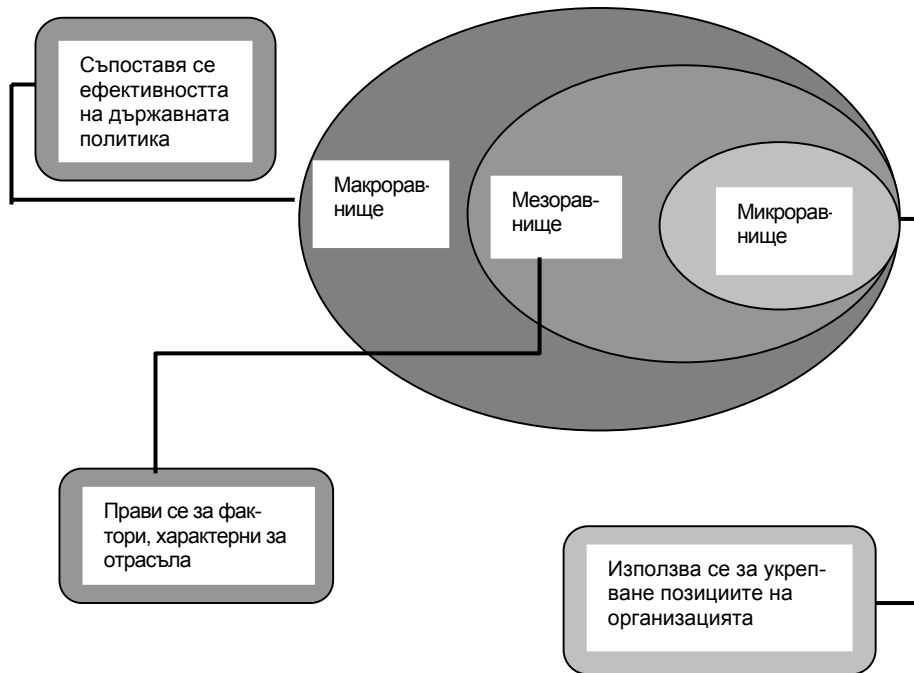 Съпоставя се
ефективността
на държавната
политика
Макрорав-
нище
Мезорав-
нище
Микрорав-
нище
Прави се за фак-
тори, характерни за
отрасъла
Използва се за укреп-
ване позициите на
организацията